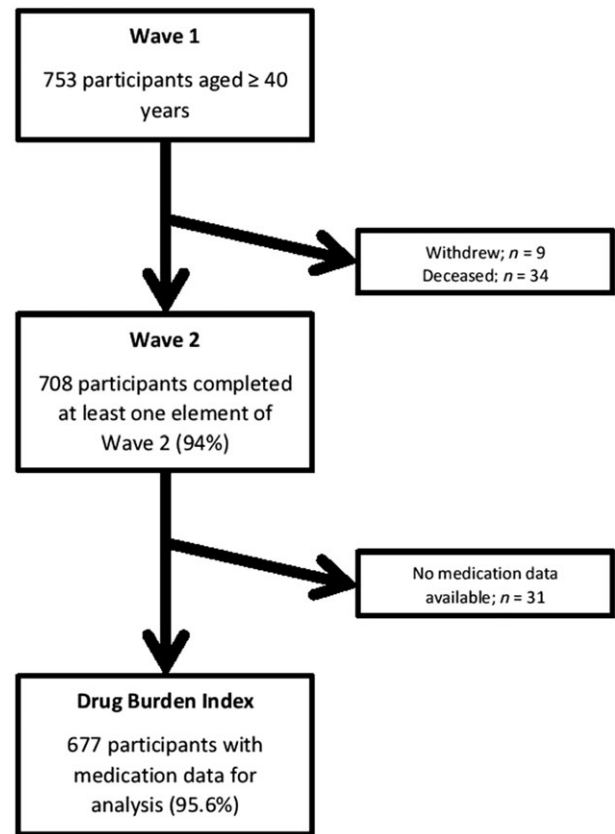 Wave 1
753 participants aged ≥ 40
years
Withdrew; n = 9
Deceased; n = 34
Wave 2
708 participants completed
at least one element of
Wave 2 (94%)
No medication data
available; n = 31
Drug Burden Index
677 participants with
medication data for
analysis (95.6%)